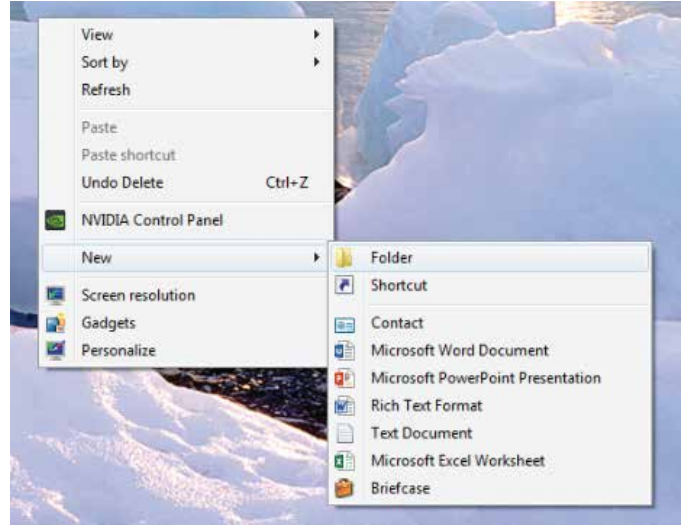 View
Sort by
Refresh
Paste
Paste shortcut
Undo Delete Ctrl+Z
NVIDIA Control Panel
New
Screen resolution
Gadgets
Personalize
Folder
Shortcut
Contact
Microsoft Word Document
Microsoft PowerPoint Presentation
Rich Text Format
Text Document
Microsoft Excel Worksheet
Briefcase